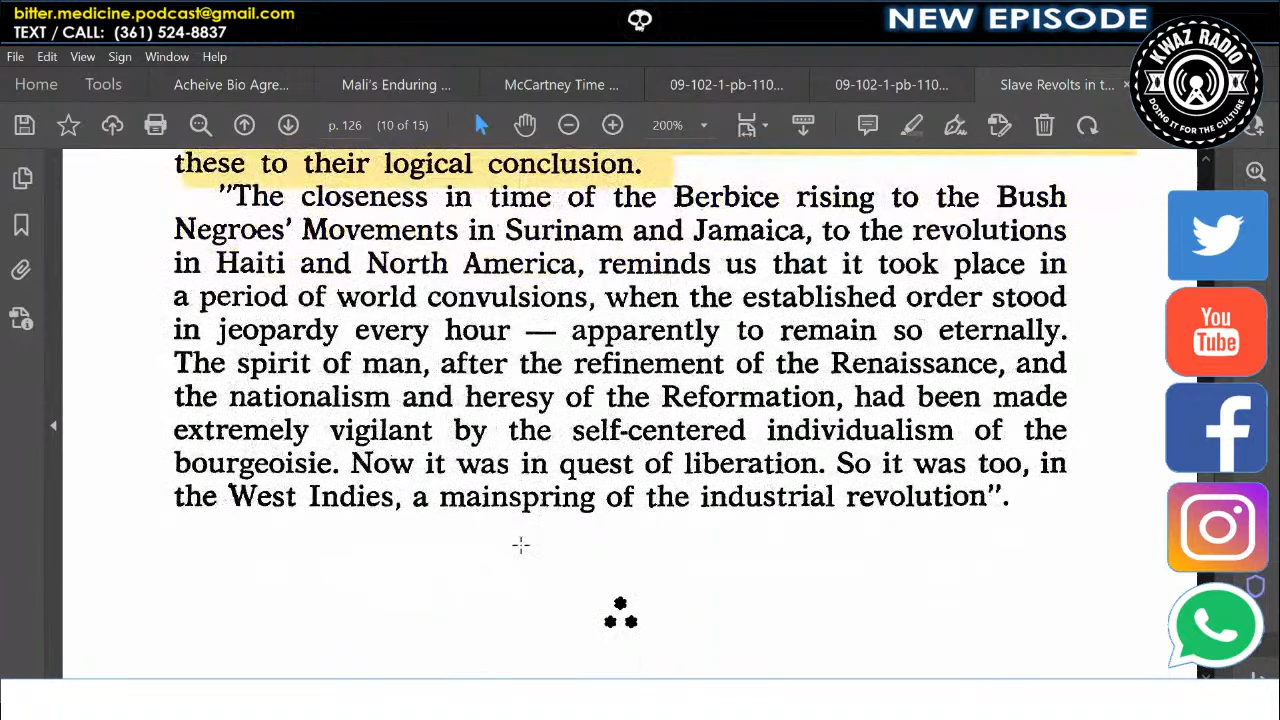 bitter.medicine.podcast@gmail.com
TEXT / CALL: (361) 524-8837
NEW EPISODE
KWAZ RADIO
DOING IT FOR THE CULTURE
File Edit View Sign Window Help
Home Tools Acheive Bio Agre... Mali's Enduring ... McCartney Time ... 09-102-1-pb-110... 09-102-1-pb-110... Slave Revolts in t... ×
p. 126 (10 of 15) 200%
these to their logical conclusion.
"The closeness in time of the Berbice rising to the Bush
Negroes' Movements in Surinam and Jamaica, to the revolutions
in Haiti and North America, reminds us that it took place in
a period of world convulsions, when the established order stood
in jeopardy every hour — apparently to remain so eternally.
The spirit of man, after the refinement of the Renaissance, and
the nationalism and heresy of the Reformation, had been made
extremely vigilant by the self-centered individualism of the
bourgeoisie. Now it was in quest of liberation. So it was too, in
the West Indies, a mainspring of the industrial revolution".
You
Tube